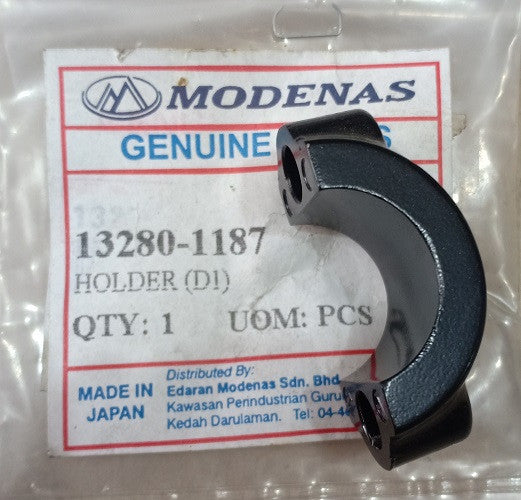 MODENAS
GENUINE
13280-1187
HOLDER (D1)
QTY: 1 UOM: PCS
MADE IN
JAPAN
Distributed By:
Edaran Modenas Sdn. Bhd
Kawasan Perindustrian
Kedah Darulaman. Tel: 04-4